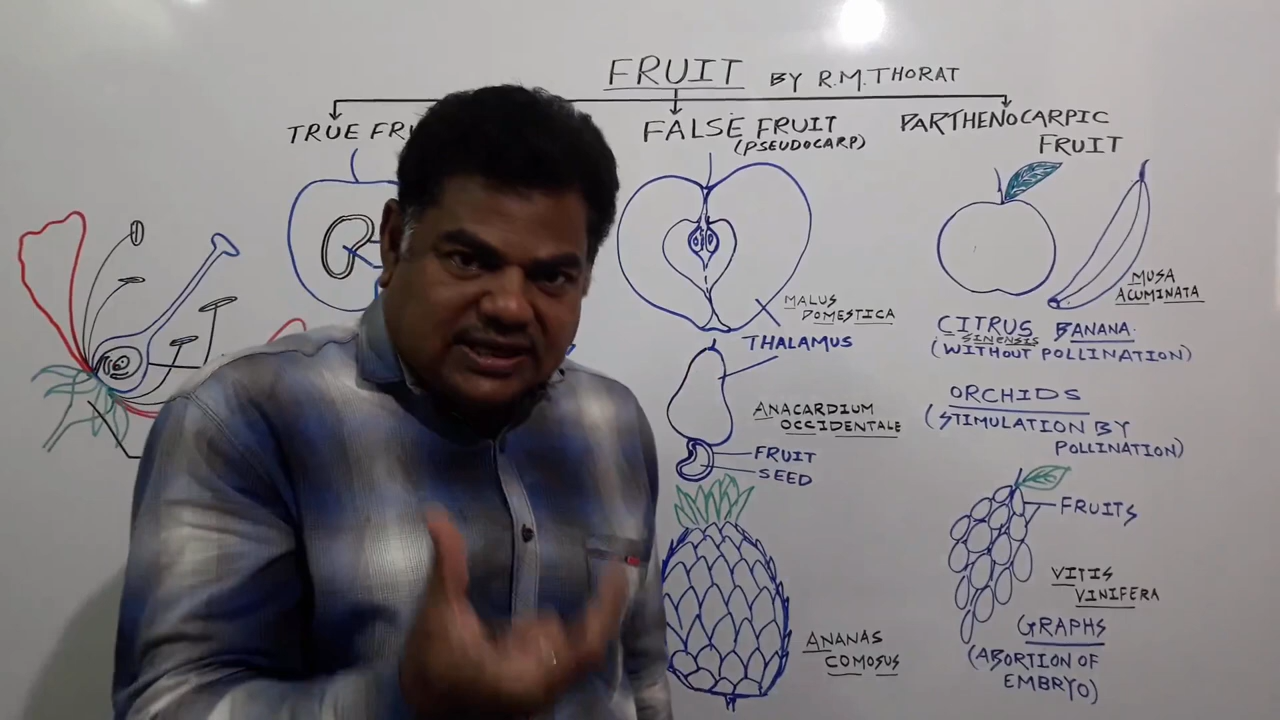 FRUIT BY R.M.THORAT
TRUE FRU
FALSE FRUIT
(PSEUDOCARP)
PARTHENOCARPIC
FRUIT
MALUS
DOMESTICA
THALAMUS
ANACARDIUM
OCCIDENTALE
FRUIT
SEED
ANANAS
COMOSUS
MUSA
ACUMINATA
CITRUS BANANA.
SINENSIS
(WITHOUT POLLINATION)
ORCHIDS
(STIMULATION BY
POLLINATION)
FRUITS
VITIS
VINIFERA
GRAPHS
(ABORTION OF
EMBRYO)